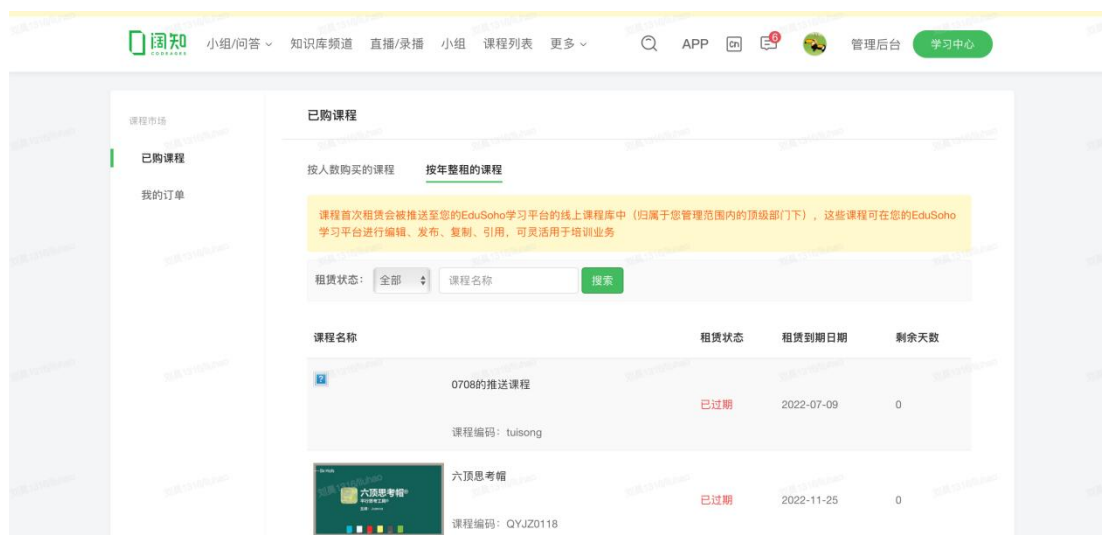 阔知 小组/问答 知识库频道 直播/录播 小组 课程列表 更多 APP Cn 6 管理后台 学习中心
课程市场
已购课程
我的订单
已购课程
按人数购买的课程 按年整租的课程
课程首次租赁会被推送至您的EduSoho学习平台的线上课程库中（归属于您管理范围内的顶级部门下），这些课程可在您的EduSoho
学习平台进行编辑、发布、复制、引用，可灵活用于培训业务
租赁状态： 全部 课程名称 搜索
课程名称 租赁状态 租赁到期日期 剩余天数
0708的推送课程
已过期 2022-07-09 0
课程编码：tuisong
六顶思考帽
六顶思考帽®
平行思考工具®
已过期 2022-11-25 0
课程编码：QYJZ0118